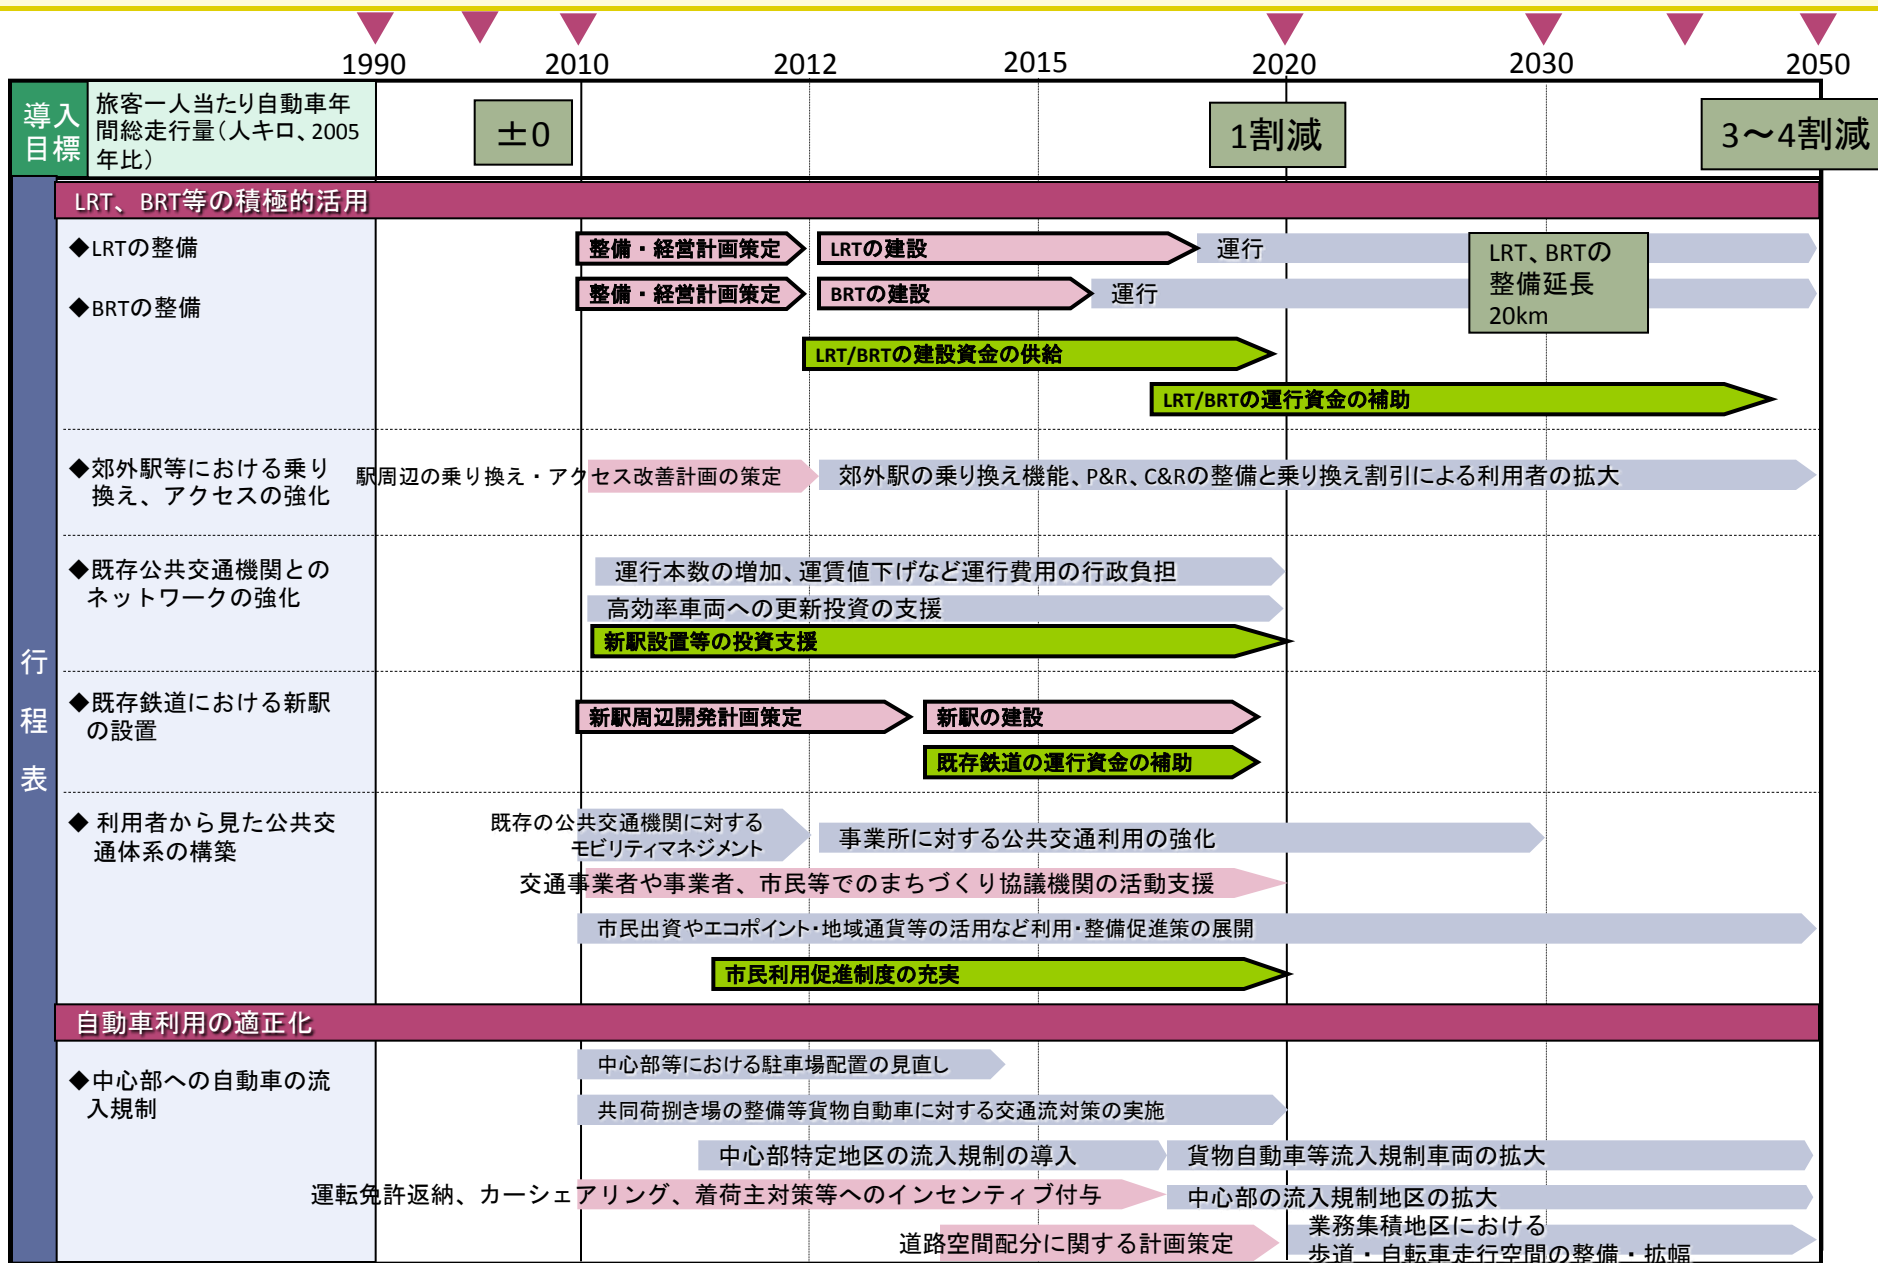 1990 2010 2012 2015 2020 2030 2050
導入
目標
旅客一人当たり自動車年
間総走行量（人キロ、2005
年比）
±0
1割減
3～4割減
行
程
表
LRT、BRT等の積極的活用
◆LRTの整備
整備・経営計画策定
LRTの建設
運行
◆BRTの整備
整備・経営計画策定
BRTの建設
運行
LRT、BRTの
整備延長
20km
LRT/BRTの建設資金の供給
LRT/BRTの運行資金の補助
◆郊外駅等における乗り
換え、アクセスの強化
駅周辺の乗り換え・アクセス改善計画の策定
郊外駅の乗り換え機能、P&R、C&Rの整備と乗り換え割引による利用者の拡大
◆既存公共交通機関との
ネットワークの強化
運行本数の増加、運賃値下げなど運行費用の行政負担
高効率車両への更新投資の支援
新駅設置等の投資支援
◆既存鉄道における新駅
の設置
新駅周辺開発計画策定
新駅の建設
既存鉄道の運行資金の補助
◆ 利用者から見た公共交
通体系の構築
既存の公共交通機関に対する
モビリティマネジメント
事業所に対する公共交通利用の強化
交通事業者や事業者、市民等でのまちづくり協議機関の活動支援
市民出資やエコポイント・地域通貨等の活用など利用・整備促進策の展開
市民利用促進制度の充実
自動車利用の適正化
◆中心部への自動車の流
入規制
中心部等における駐車場配置の見直し
共同荷捌き場の整備等貨物自動車に対する交通流対策の実施
中心部特定地区の流入規制の導入
貨物自動車等流入規制車両の拡大
運転免許返納、カーシェアリング、着荷主対策等へのインセンティブ付与
中心部の流入規制地区の拡大
道路空間配分に関する計画策定
業務集積地区における
歩道・自転車走行空間の整備・拡幅